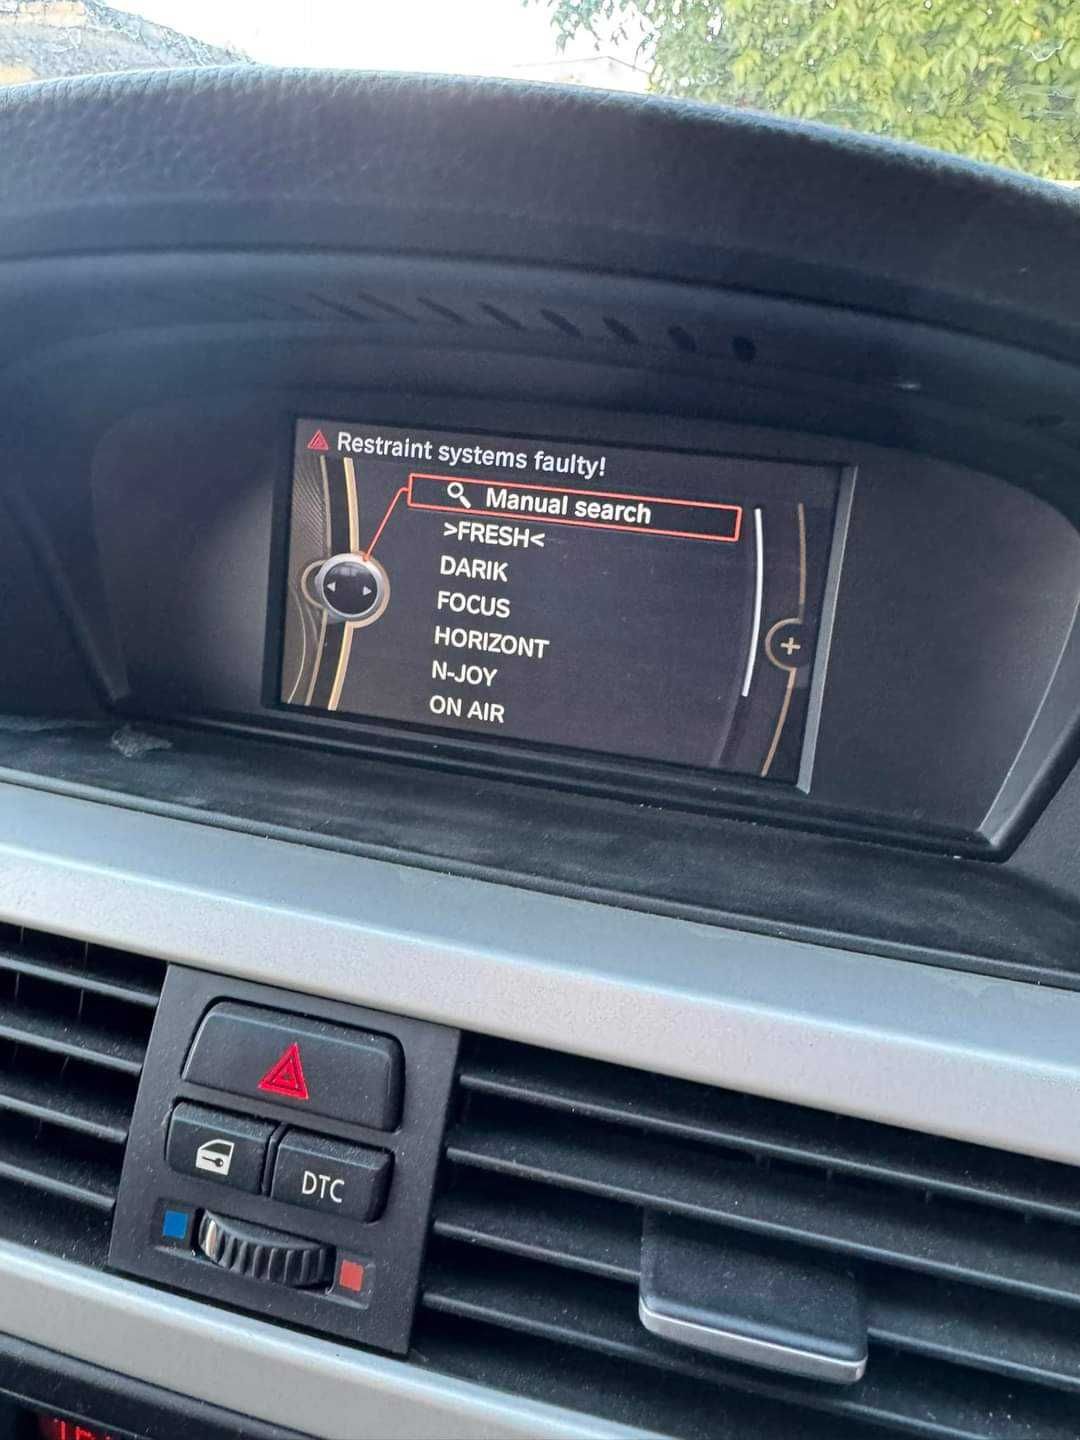 Restraint systems faulty!
Manual search
>FRESH<
DARIK
FOCUS
HORIZONT
N-JOY
ON AIR
DTC